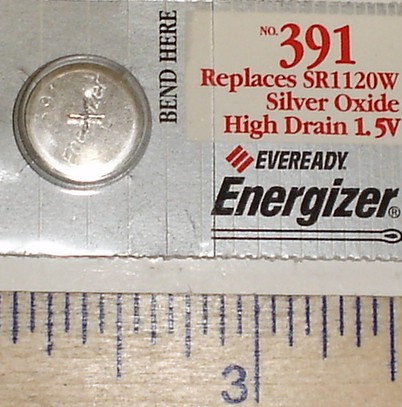 BEND HERE
NO. 391
Replaces SR1120W
Silver Oxide
High Drain 1.5V
EVEREADY
Energizer®
3